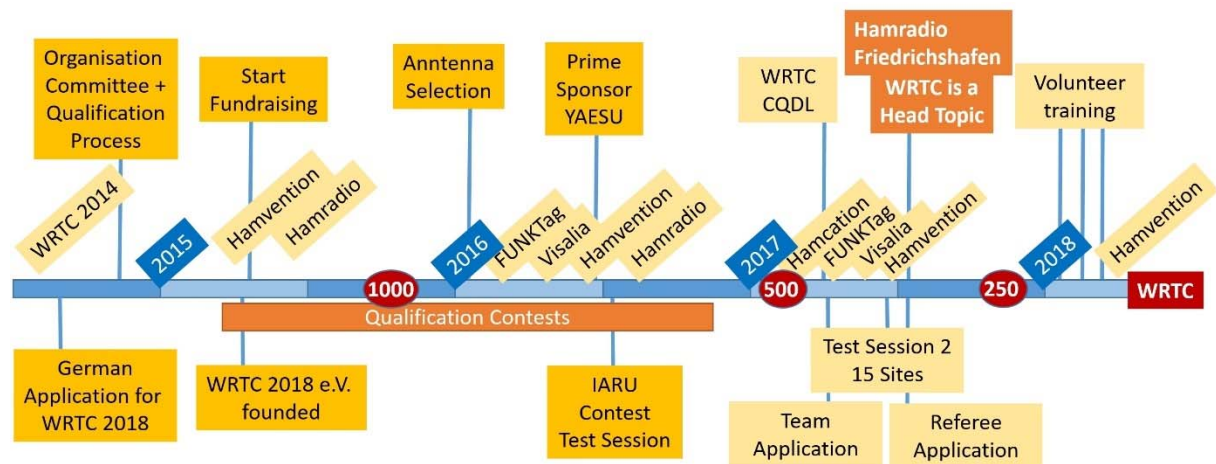 Organisation
Committee +
Qualification
Process
Start
Fundraising
Anntenna
Selection
Prime
Sponsor
YAESU
WRTC
CQDL
Hamradio
Friedrichshafen
WRTC is a
Head Topic
Volunteer
training
WRTC 2014
2015
Hamvention
Hamradio
2016
FUNKTag
Visalia
Hamvention
Hamradio
2017
Hamcation
FUNKTag
Visalia
Hamvention
2018
Hamvention
1000
500
250
WRTC
Qualification Contests
German
Application for
WRTC 2018
WRTC 2018 e.V.
founded
IARU
Contest
Test Session
Test Session 2
15 Sites
Team
Application
Referee
Application